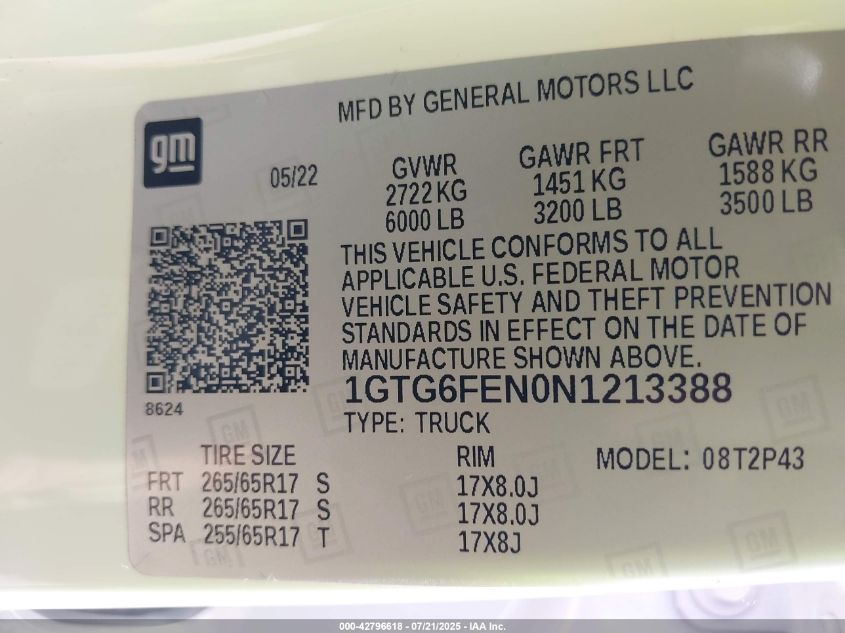 MFD BY GENERAL MOTORS LLC
gm
05/22
GVWR
2722 KG
6000 LB
GAWR FRT
1451 KG
3200 LB
GAWR RR
1588 KG
3500 LB
THIS VEHICLE CONFORMS TO ALL
APPLICABLE U.S. FEDERAL MOTOR
VEHICLE SAFETY AND THEFT PREVENTION
STANDARDS IN EFFECT ON THE DATE OF
MANUFACTURE SHOWN ABOVE.
8624
1GTG6FEN0N1213388
TYPE: TRUCK
TIRE SIZE RIM MODEL: 08T2P43
FRT 265/65R17 S 17X8.0J
RR 265/65R17 S 17X8.0J
SPA 255/65R17 T 17X8J
000-42796618 - 07/21/2025 - IAA Inc.